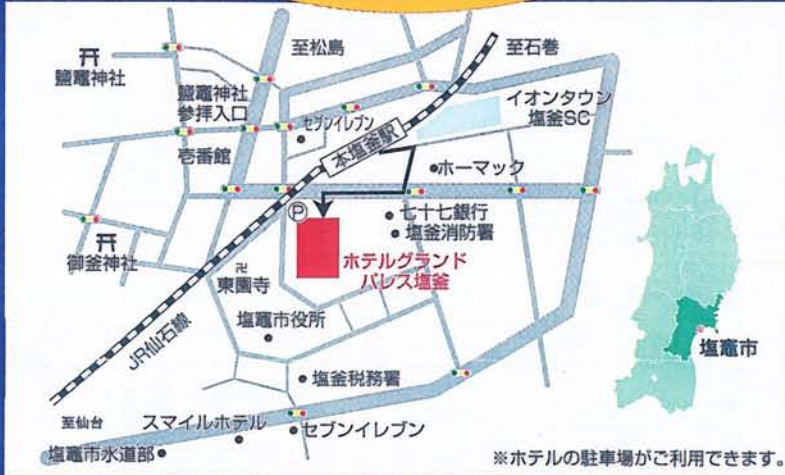 至松島
至石巻
鹽竈神社
鹽竈神社
参拝入口
イオンタウン
塩釜SC
セブンイレブン
壱番館
本塩釜駅
ホーマック
P
七十七銀行
塩釜消防署
御釜神社
卍
東園寺
ホテルグランド
パレス塩釜
塩竈市役所
JR仙石線
塩竈市
塩釜税務署
至仙台
スマイルホテル
セブンイレブン
塩竈市水道部
※ホテルの駐車場がご利用できます。